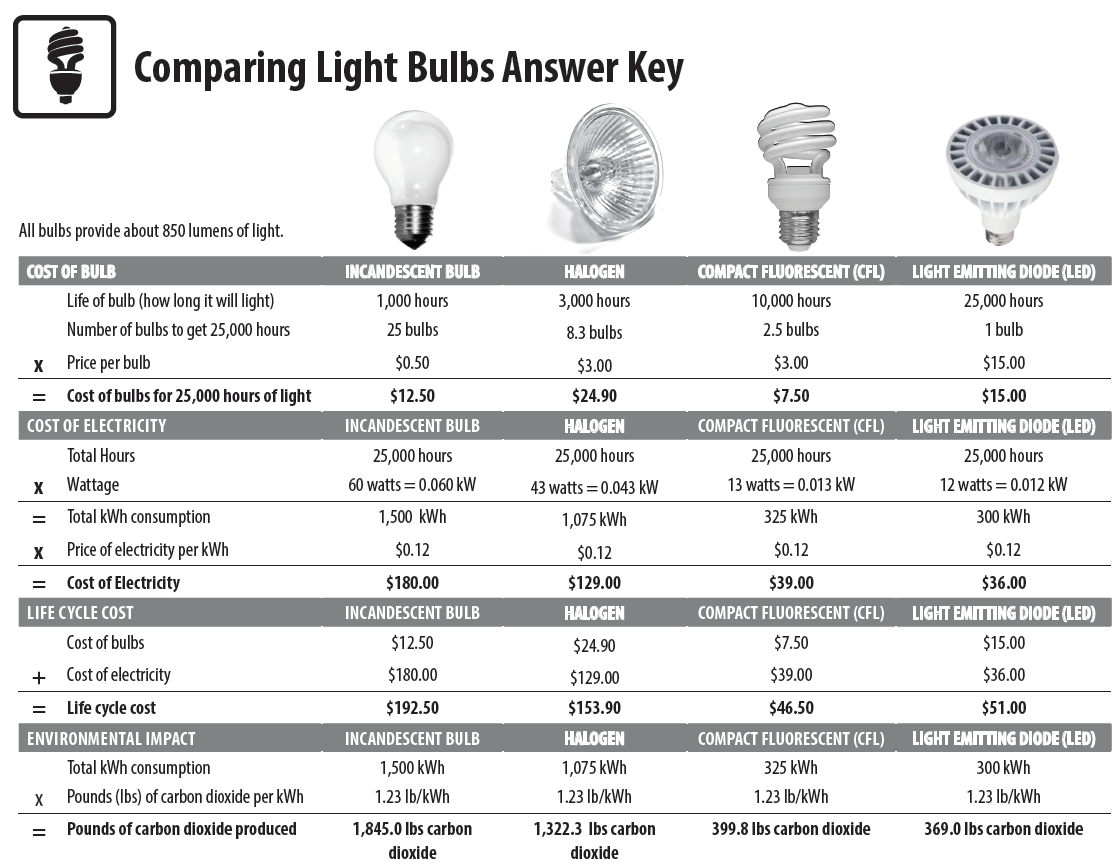 Comparing Light Bulbs Answer Key
All bulbs provide about 850 lumens of light.
COST OF BULB INCANDESCENT BULB HALOGEN COMPACT FLUORESCENT (CFL) LIGHT EMITTING DIODE (LED)
Life of bulb (how long it will light) 1,000 hours 3,000 hours 10,000 hours 25,000 hours
Number of bulbs to get 25,000 hours 25 bulbs 8.3 bulbs 2.5 bulbs 1 bulb
x Price per bulb $0.50 $3.00 $3.00 $15.00
= Cost of bulbs for 25,000 hours of light $12.50 $24.90 $7.50 $15.00
COST OF ELECTRICITY INCANDESCENT BULB HALOGEN COMPACT FLUORESCENT (CFL) LIGHT EMITTING DIODE (LED)
Total Hours 25,000 hours 25,000 hours 25,000 hours 25,000 hours
x Wattage 60 watts = 0.060 kW 43 watts = 0.043 kW 13 watts = 0.013 kW 12 watts = 0.012 kW
= Total kWh consumption 1,500 kWh 1,075 kWh 325 kWh 300 kWh
x Price of electricity per kWh $0.12 $0.12 $0.12 $0.12
= Cost of Electricity $180.00 $129.00 $39.00 $36.00
LIFE CYCLE COST INCANDESCENT BULB HALOGEN COMPACT FLUORESCENT (CFL) LIGHT EMITTING DIODE (LED)
Cost of bulbs $12.50 $24.90 $7.50 $15.00
+ Cost of electricity $180.00 $129.00 $39.00 $36.00
= Life cycle cost $192.50 $153.90 $46.50 $51.00
ENVIRONMENTAL IMPACT INCANDESCENT BULB HALOGEN COMPACT FLUORESCENT (CFL) LIGHT EMITTING DIODE (LED)
Total kWh consumption 1,500 kWh 1,075 kWh 325 kWh 300 kWh
x Pounds (lbs) of carbon dioxide per kWh 1.23 lb/kWh 1.23 lb/kWh 1.23 lb/kWh 1.23 lb/kWh
= Pounds of carbon dioxide produced 1,845.0 lbs carbon 1,322.3 lbs carbon 399.8 lbs carbon dioxide 369.0 lbs carbon dioxide
dioxide dioxide